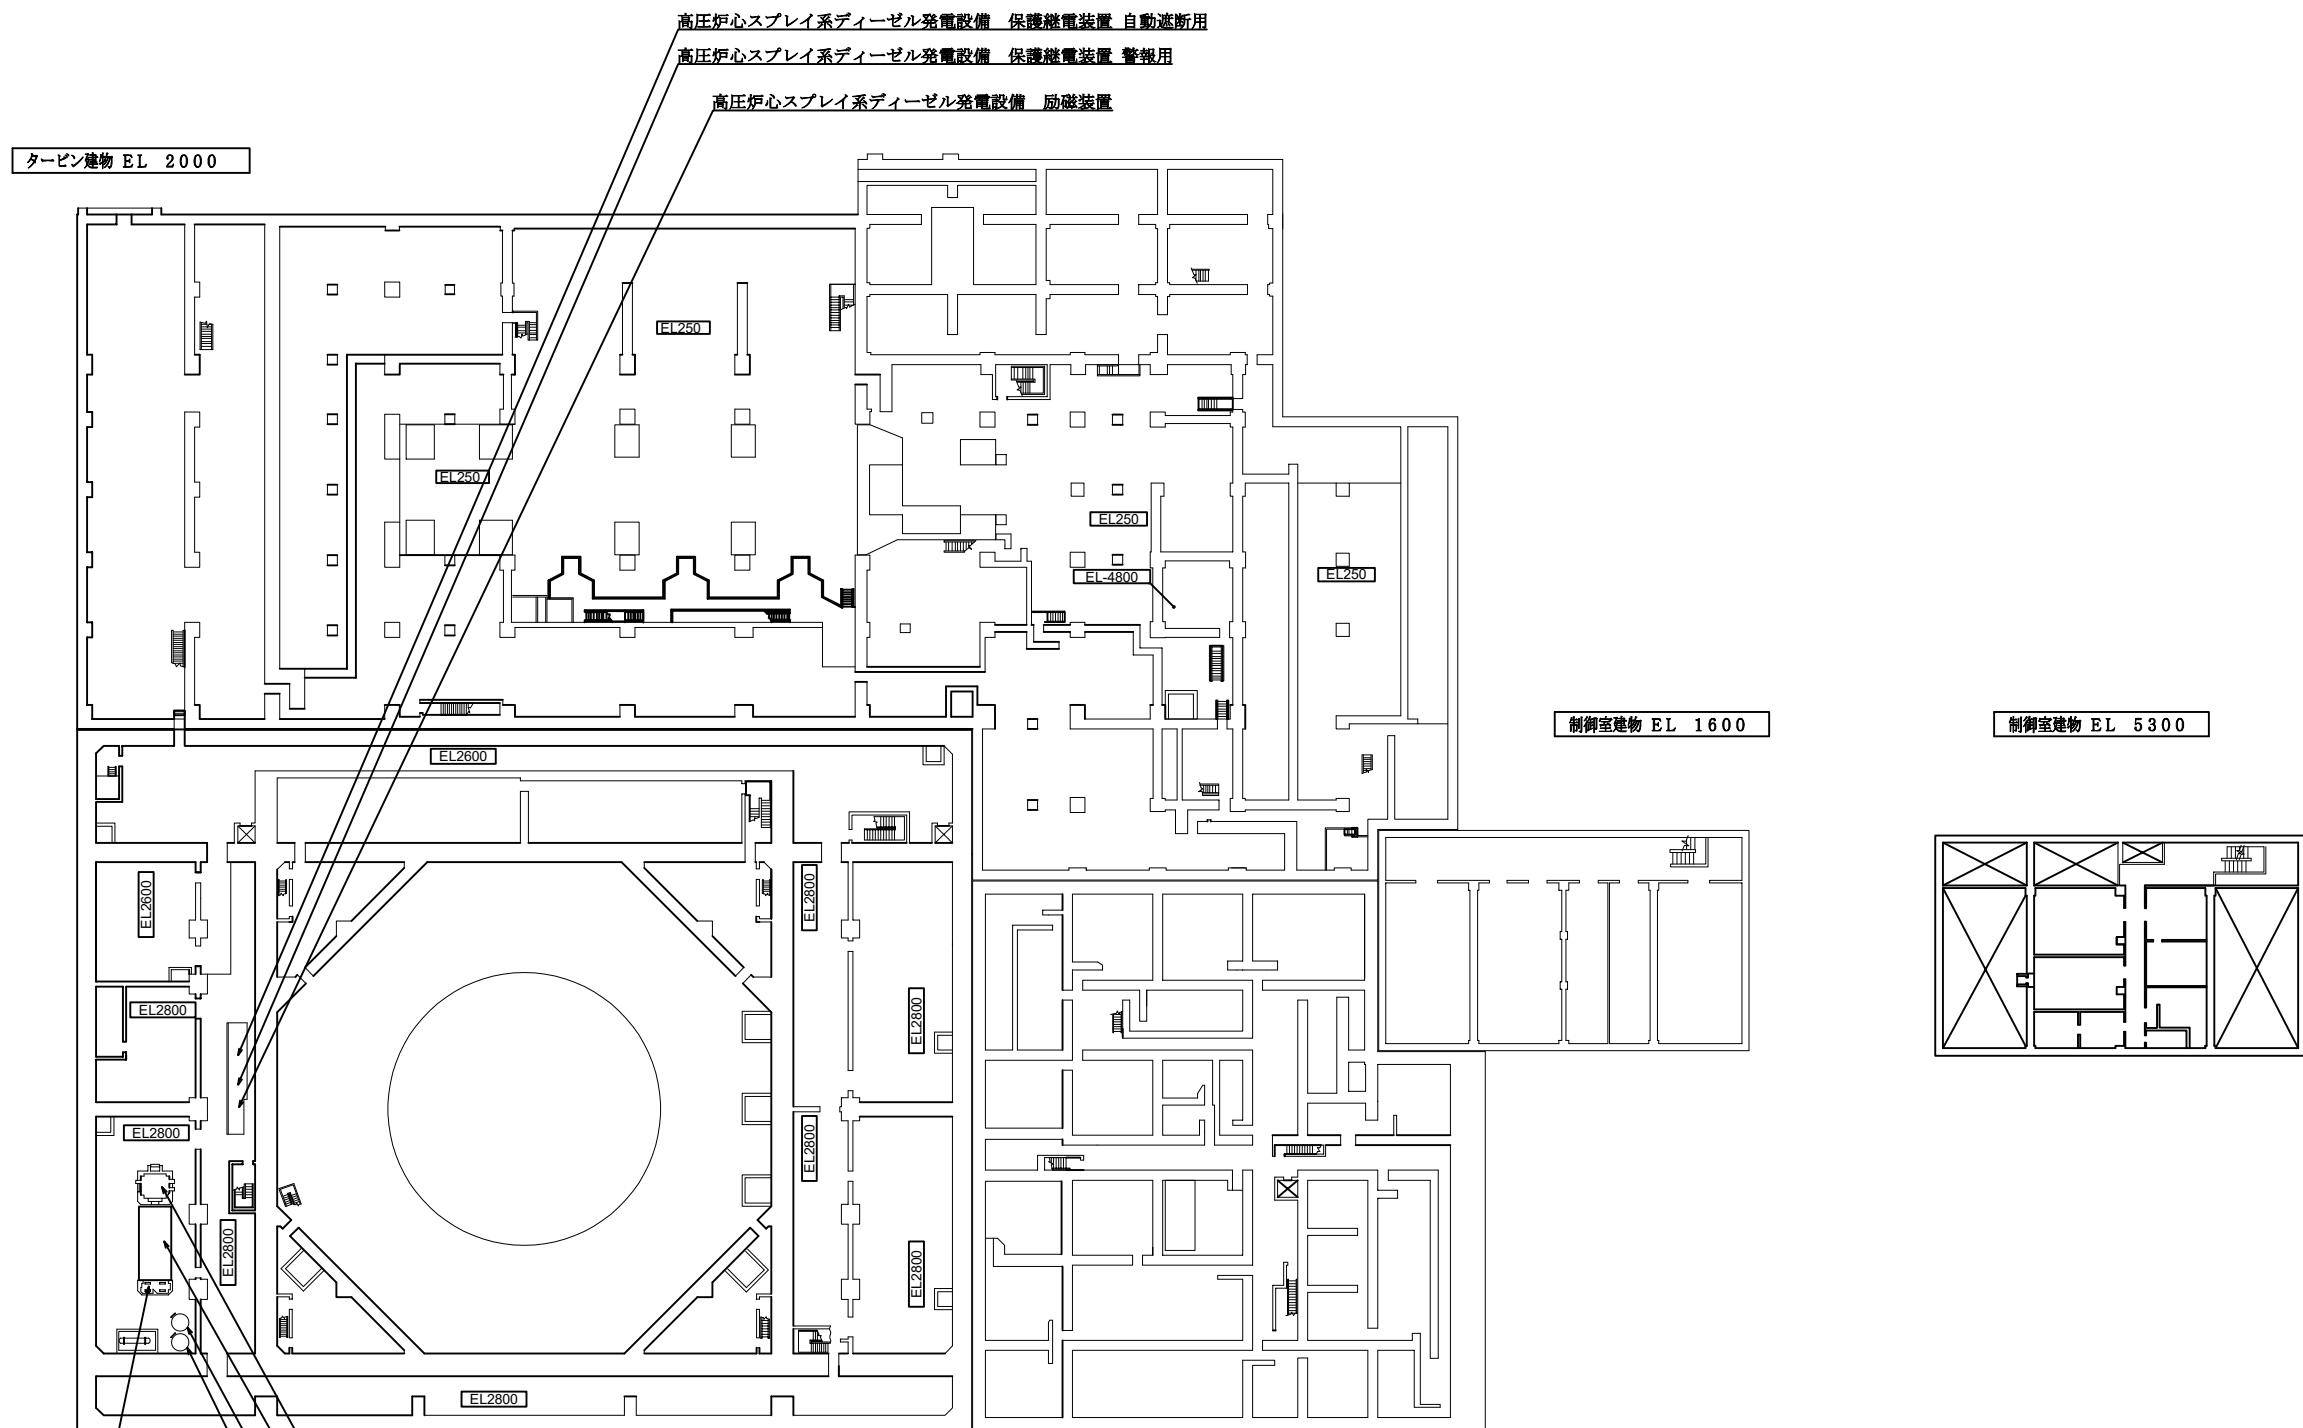 高圧炉心スプレイ系ディーゼル発電設備　保護継電装置 自動遮断用
高圧炉心スプレイ系ディーゼル発電設備　保護継電装置 警報用
高圧炉心スプレイ系ディーゼル発電設備　励磁装置
タービン建物 EL 2000
EL250
EL250
EL250
EL250
EL-4800
制御室建物 EL 1600
制御室建物 EL 5300
EL2600
EL2600
EL2800
EL2800
EL2800
EL2800
EL2800
EL2800
EL2800
EL2800